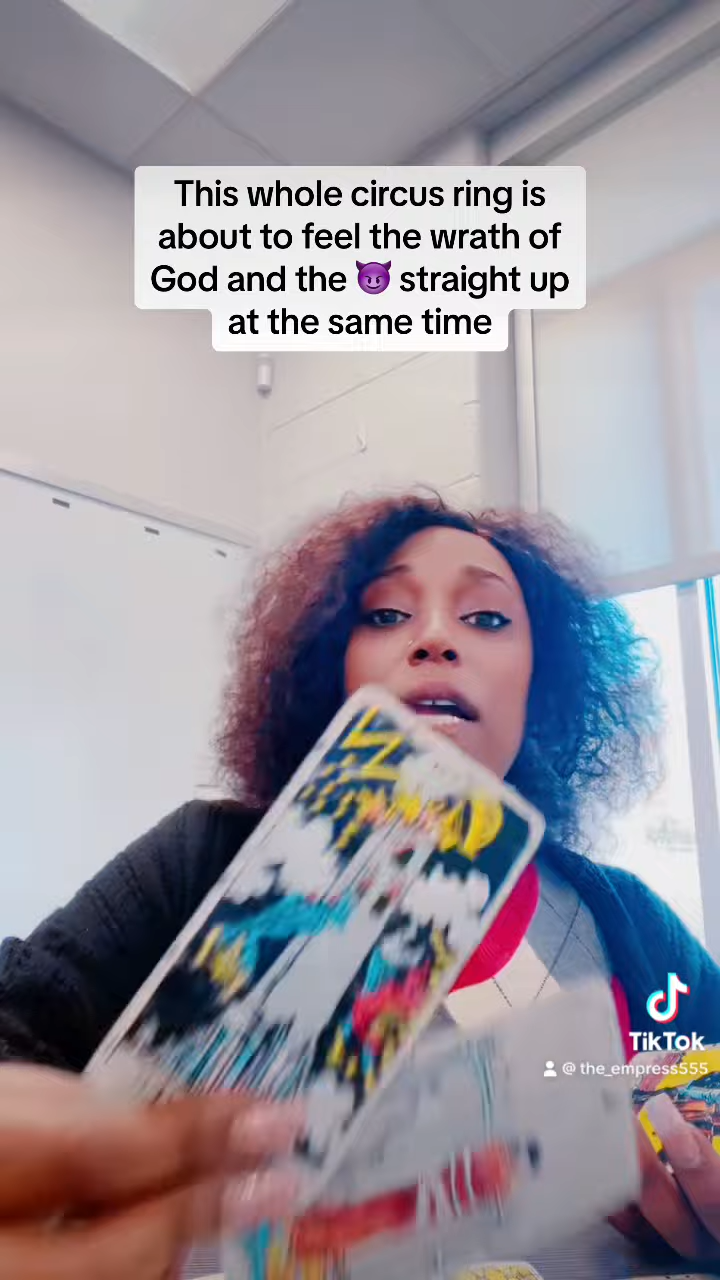 This whole circus ring is
about to feel the wrath of
God and the 😈 straight up
at the same time
TikTok
@ the_empress555